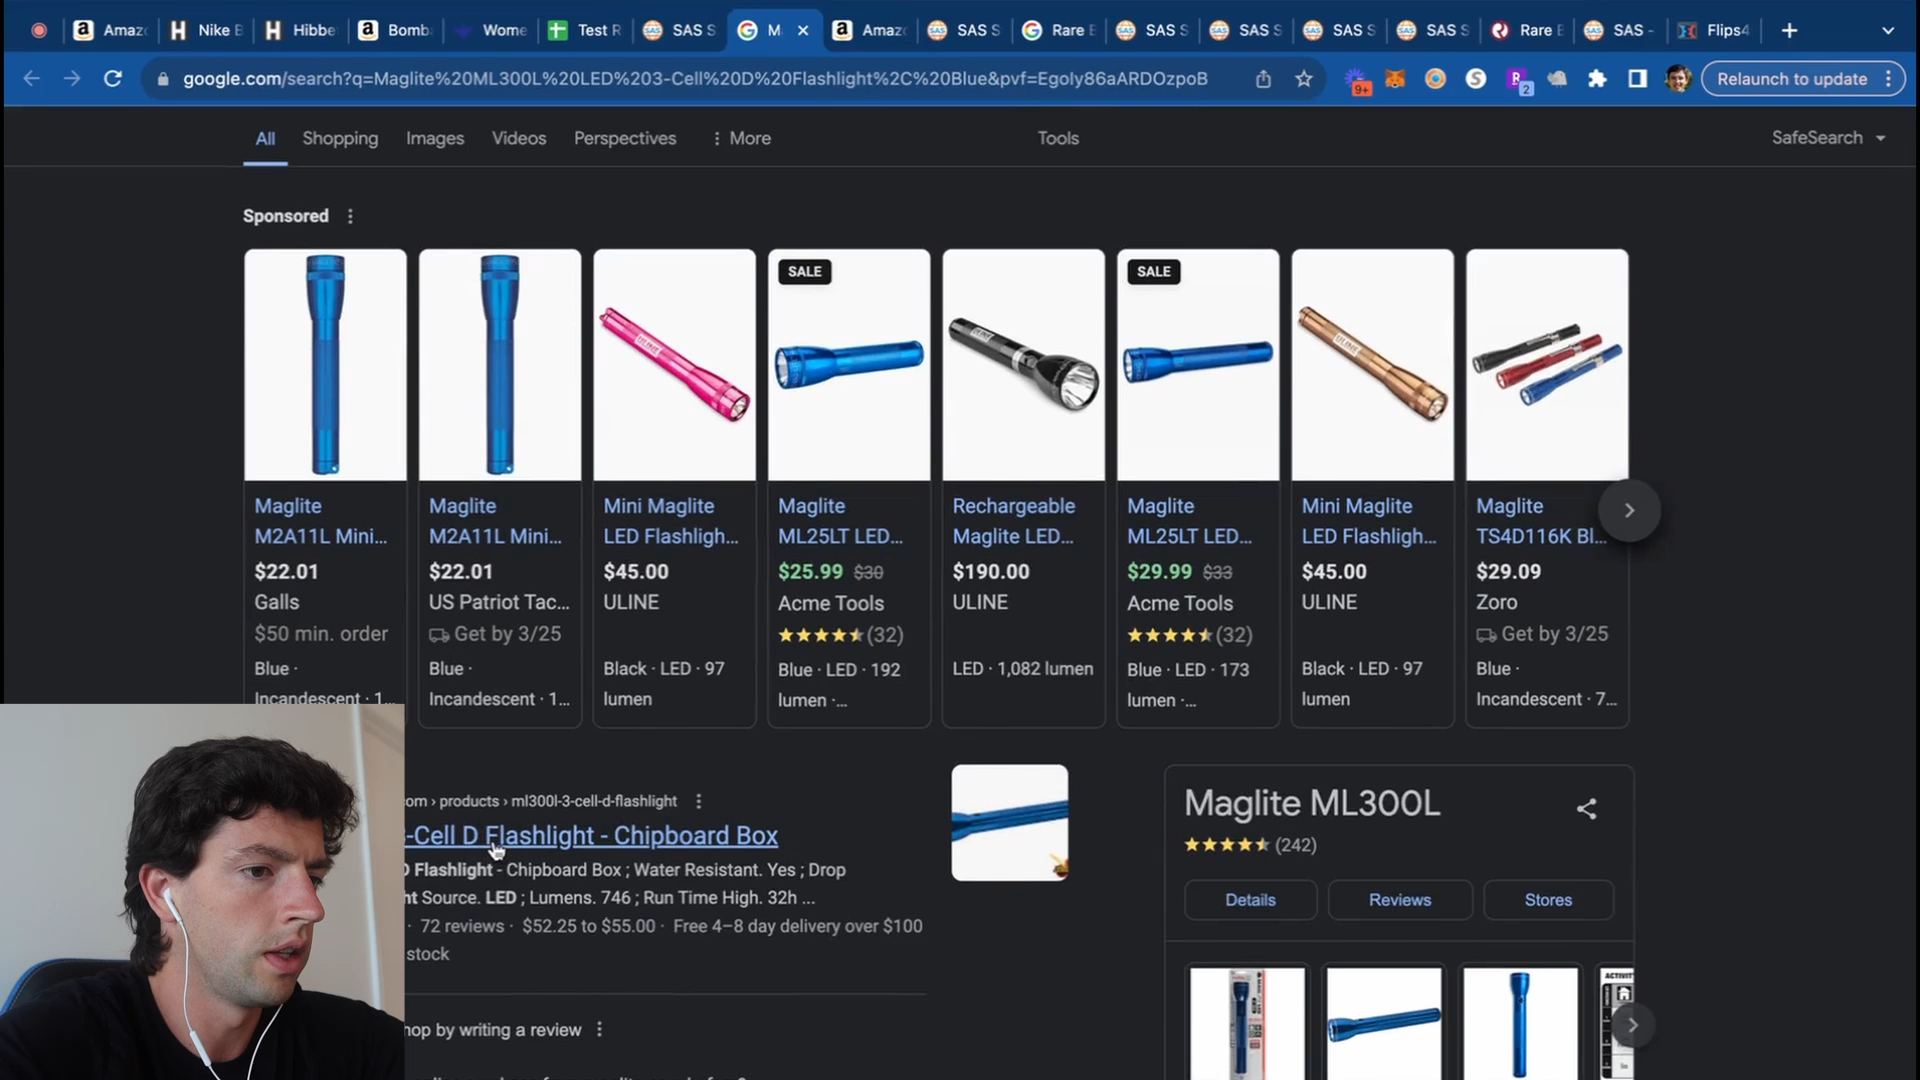 Amaz
Nike B
Hibbe
Bomb
Wome
Test R
SAS S
M
Amaz
SAS S
Rare B
SAS S
SAS S
SAS S
SAS S
Rare B
SAS -
Flips4
google.com/search?q=Maglite%20ML300L%20LED%203-Cell%20D%20Flashlight%2C%20Blue&pvf=EgoIy86aARDOzpoB
9+
2
Relaunch to update
All
Shopping
Images
Videos
Perspectives
More
Tools
SafeSearch
Sponsored
Maglite
M2A11L Mini...
$22.01
Galls
$50 min. order
Blue ·
Incandescent · 1...
Maglite
M2A11L Mini...
$22.01
US Patriot Tac...
Get by 3/25
Blue ·
Incandescent · 1...
ULINE
Mini Maglite
LED Flashligh...
$45.00
ULINE
Black · LED · 97
lumen
SALE
Maglite
ML25LT LED...
$25.99 $30
Acme Tools
(32)
Blue · LED · 192
lumen ·...
Rechargeable
Maglite LED...
$190.00
ULINE
LED · 1,082 lumen
SALE
Maglite
ML25LT LED...
$29.99 $33
Acme Tools
(32)
Blue · LED · 173
lumen ·...
ULINE
Mini Maglite
LED Flashligh...
$45.00
ULINE
Black · LED · 97
lumen
Maglite
TS4D116K Bl...
$29.09
Zoro
Get by 3/25
Blue ·
Incandescent · 7...
om › products › ml300l-3-cell-d-flashlight
-Cell D Flashlight - Chipboard Box
D Flashlight - Chipboard Box ; Water Resistant. Yes ; Drop
ht Source. LED ; Lumens. 746 ; Run Time High. 32h ...
· 72 reviews · $52.25 to $55.00 · Free 4–8 day delivery over $100
stock
hop by writing a review
Maglite ML300L
(242)
Details
Reviews
Stores